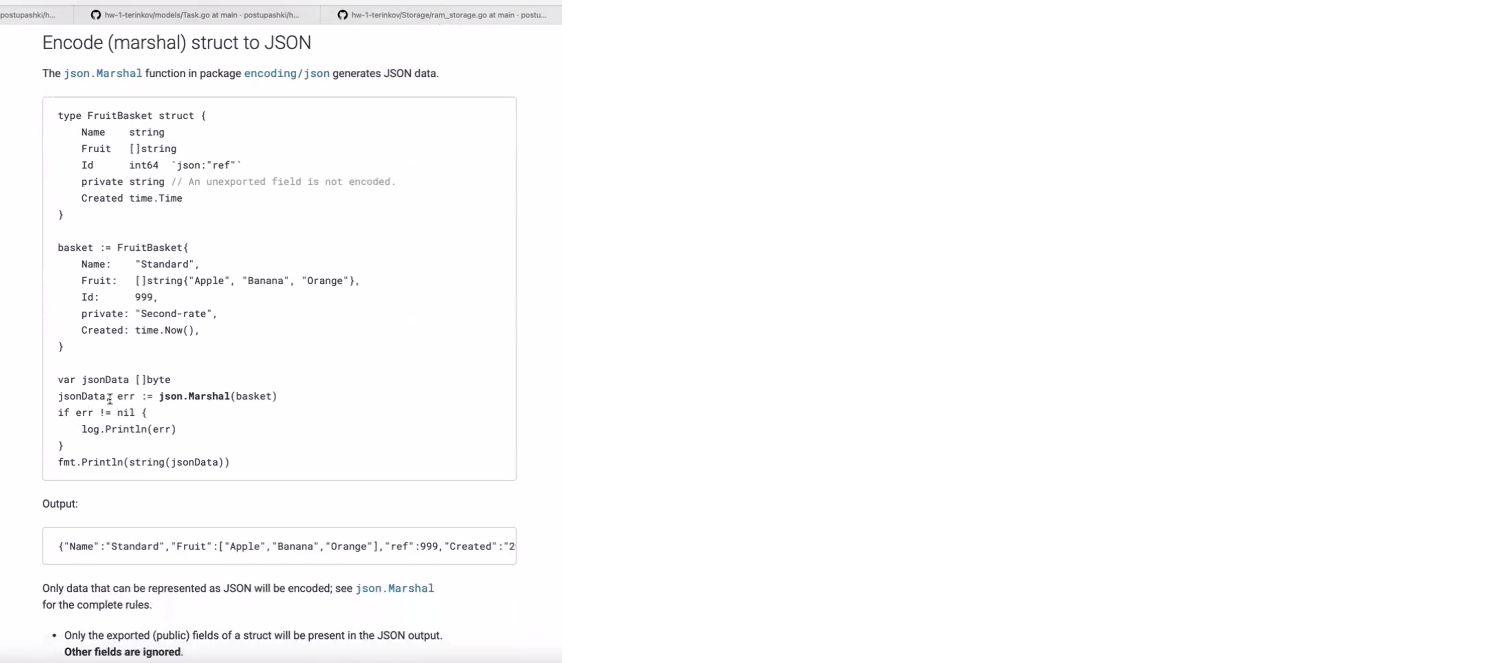 postupashki/h...
hw-1-terinkov/models/Task.go at main · postupashki/h...
hw-1-terinkov/Storage/ram_storage.go at main · postu...
Encode (marshal) struct to JSON
The json.Marshal function in package encoding/json generates JSON data.
type FruitBasket struct {
    Name    string
    Fruit   []string
    Id      int64  `json:"ref"`
    private string // An unexported field is not encoded.
    Created time.Time
}
basket := FruitBasket{
    Name:    "Standard",
    Fruit:   []string{"Apple", "Banana", "Orange"},
    Id:      999,
    private: "Second-rate",
    Created: time.Now(),
}
var jsonData []byte
jsonData, err := json.Marshal(basket)
if err != nil {
    log.Println(err)
}
fmt.Println(string(jsonData))
Output:
{"Name":"Standard","Fruit":["Apple","Banana","Orange"],"ref":999,"Created":"2
Only data that can be represented as JSON will be encoded; see json.Marshal
for the complete rules.
• Only the exported (public) fields of a struct will be present in the JSON output.
Other fields are ignored.